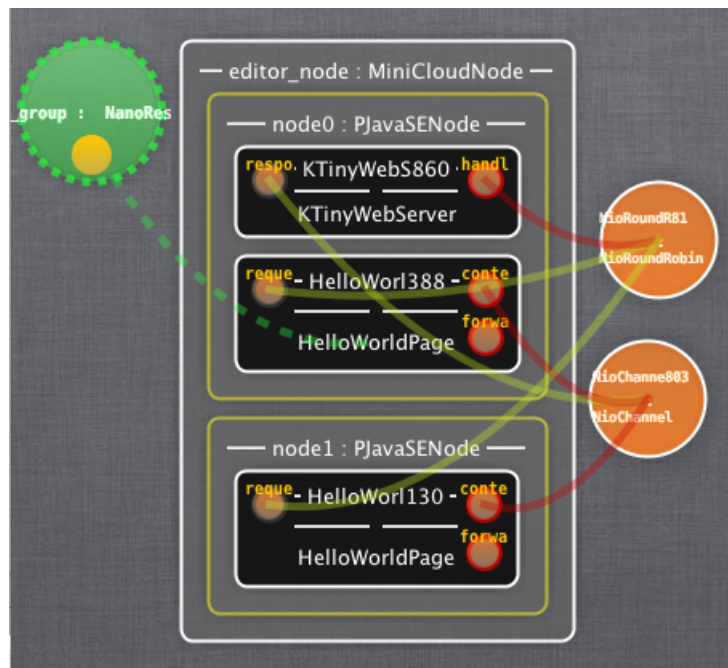 _group : NanoRes
editor_node : MiniCloudNode
node0 : PJavaSENode
respo KTinyWebS860 handl
KTinyWebServer
reque HelloWorl388 conte
forwa
HelloWorldPage
NioRoundR81
:
NioRoundRobin
NioChanne803
:
NioChannel
node1 : PJavaSENode
reque HelloWorl130 conte
forwa
HelloWorldPage